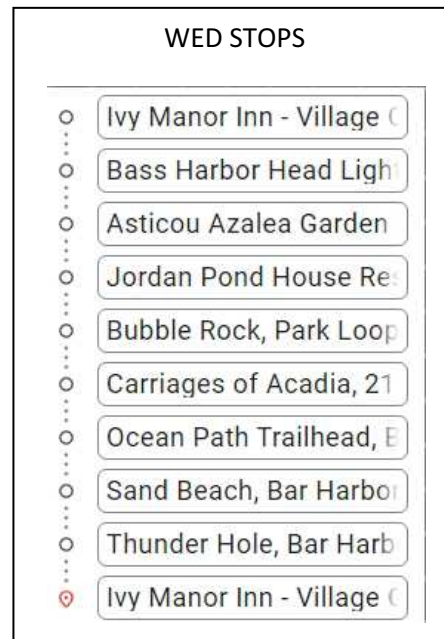 WED STOPS
Ivy Manor Inn - Village
Bass Harbor Head Ligh
Asticou Azalea Garden
Jordan Pond House Re
Bubble Rock, Park Loop
Carriages of Acadia, 21
Ocean Path Trailhead,
Sand Beach, Bar Harbor
Thunder Hole, Bar Harb
Ivy Manor Inn - Village